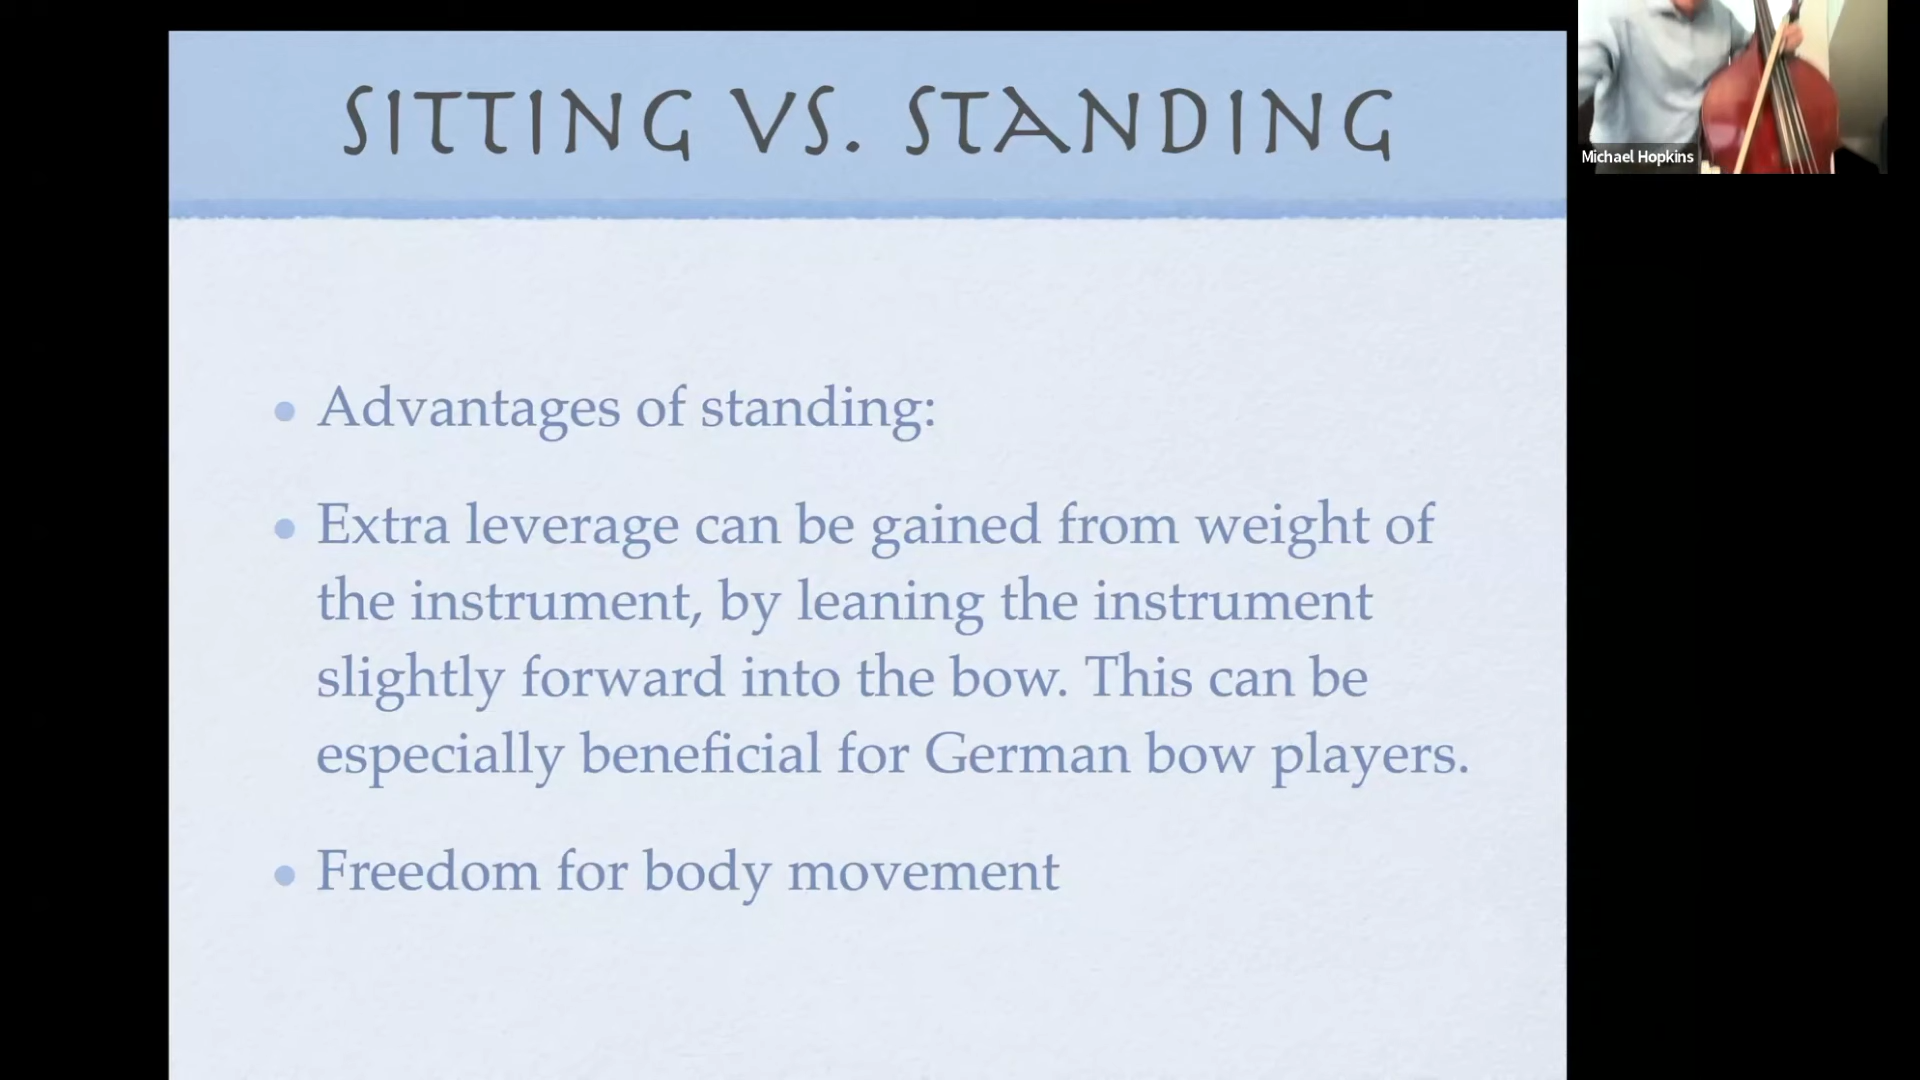 SITTING VS. STANDING
Michael Hopkins
• Advantages of standing:
• Extra leverage can be gained from weight of
the instrument, by leaning the instrument
slightly forward into the bow. This can be
especially beneficial for German bow players.
• Freedom for body movement